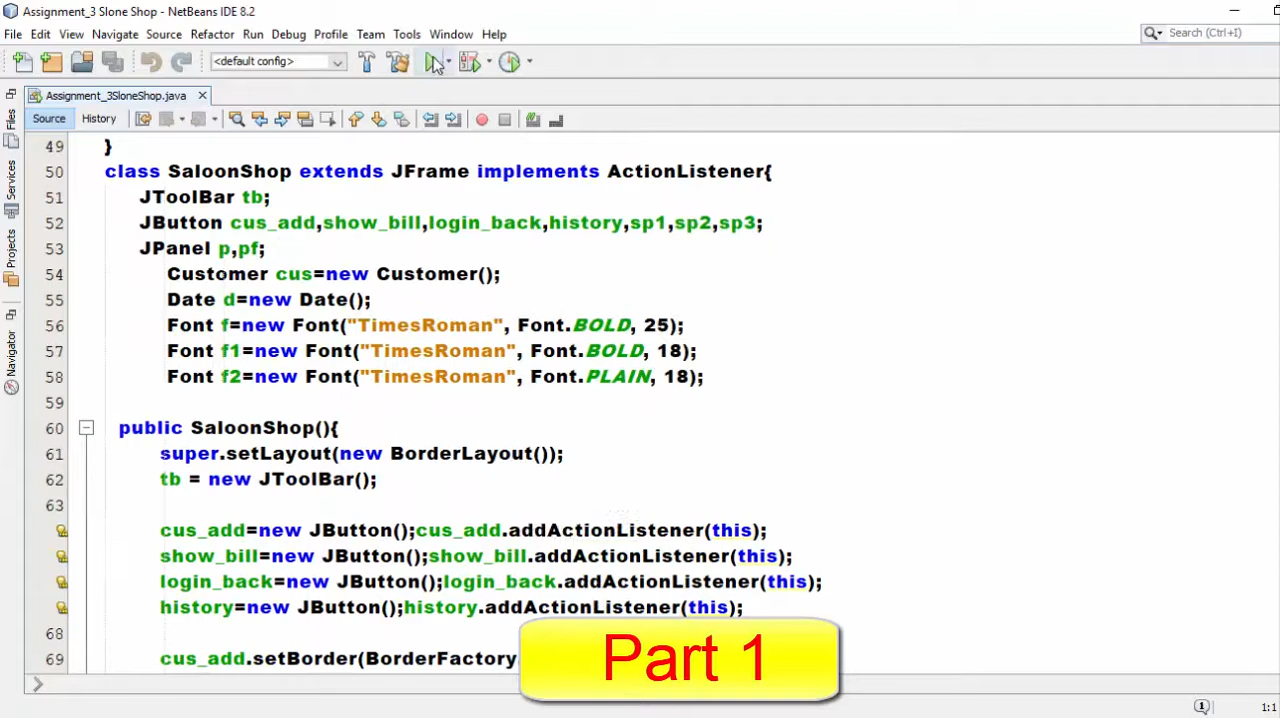 Assignment_3 Slone Shop - NetBeans IDE 8.2
File Edit View Navigate Source Refactor Run Debug Profile Team Tools Window Help
Search (Ctrl+I)
<default config>
Assignment_3SloneShop.java
Source History
Files
Services
Projects
Navigator
49 }
50 class SaloonShop extends JFrame implements ActionListener{
51 JToolBar tb;
52 JButton cus_add,show_bill,login_back,history,sp1,sp2,sp3;
53 JPanel p,pf;
54 Customer cus=new Customer();
55 Date d=new Date();
56 Font f=new Font("TimesRoman", Font.BOLD, 25);
57 Font f1=new Font("TimesRoman", Font.BOLD, 18);
58 Font f2=new Font("TimesRoman", Font.PLAIN, 18);
59
60 public SaloonShop(){
61 super.setLayout(new BorderLayout());
62 tb = new JToolBar();
63
cus_add=new JButton();cus_add.addActionListener(this);
show_bill=new JButton();show_bill.addActionListener(this);
login_back=new JButton();login_back.addActionListener(this);
history=new JButton();history.addActionListener(this);
68
69 cus_add.setBorder(BorderFactory.
Part 1
1:1